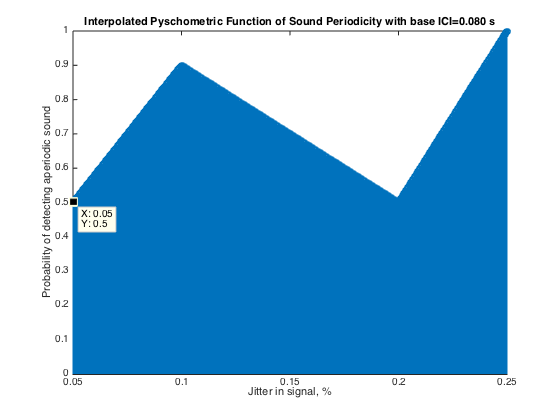 Interpolated Pyschometric Function of Sound Periodicity with base ICI=0.080 s
1
0.9
0.8
0.7
0.6
0.5
0.4
0.3
0.2
0.1
0
Probability of detecting aperiodic sound
X: 0.05
Y: 0.5
0.05 0.1 0.15 0.2 0.25
Jitter in signal, %